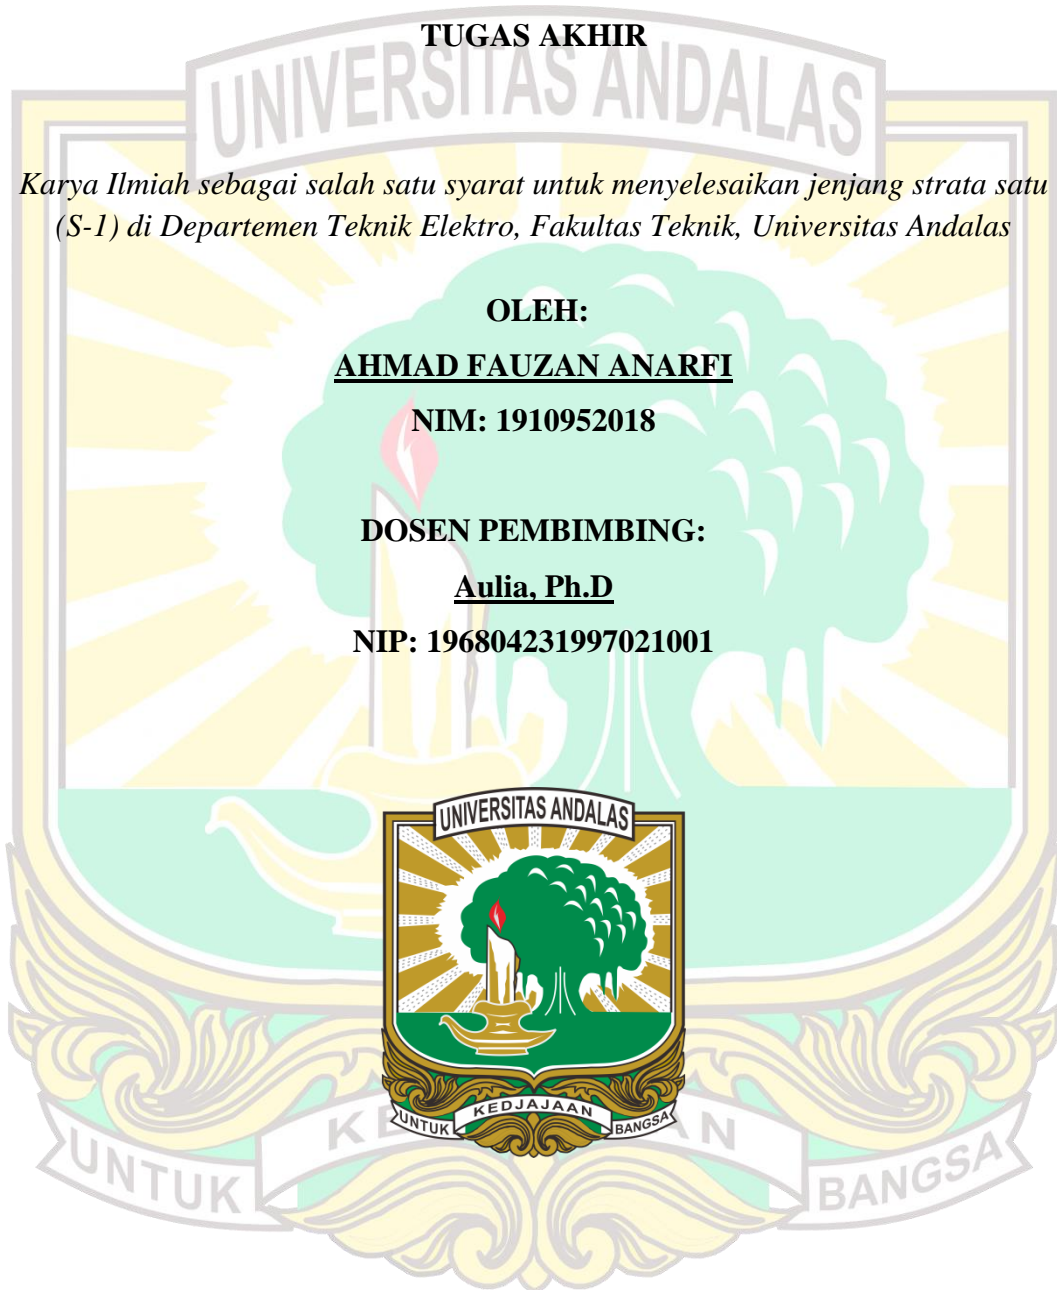 TUGAS AKHIR
UNIVERSITAS ANDALAS
Karya Ilmiah sebagai salah satu syarat untuk menyelesaikan jenjang strata satu
(S-1) di Departemen Teknik Elektro, Fakultas Teknik, Universitas Andalas
OLEH:
AHMAD FAUZAN ANARFI
NIM: 1910952018
DOSEN PEMBIMBING:
Aulia, Ph.D
NIP: 196804231997021001
UNIVERSITAS ANDALAS
UNTUK KEDJAJAAN BANGSA
UNTUK BANGSA